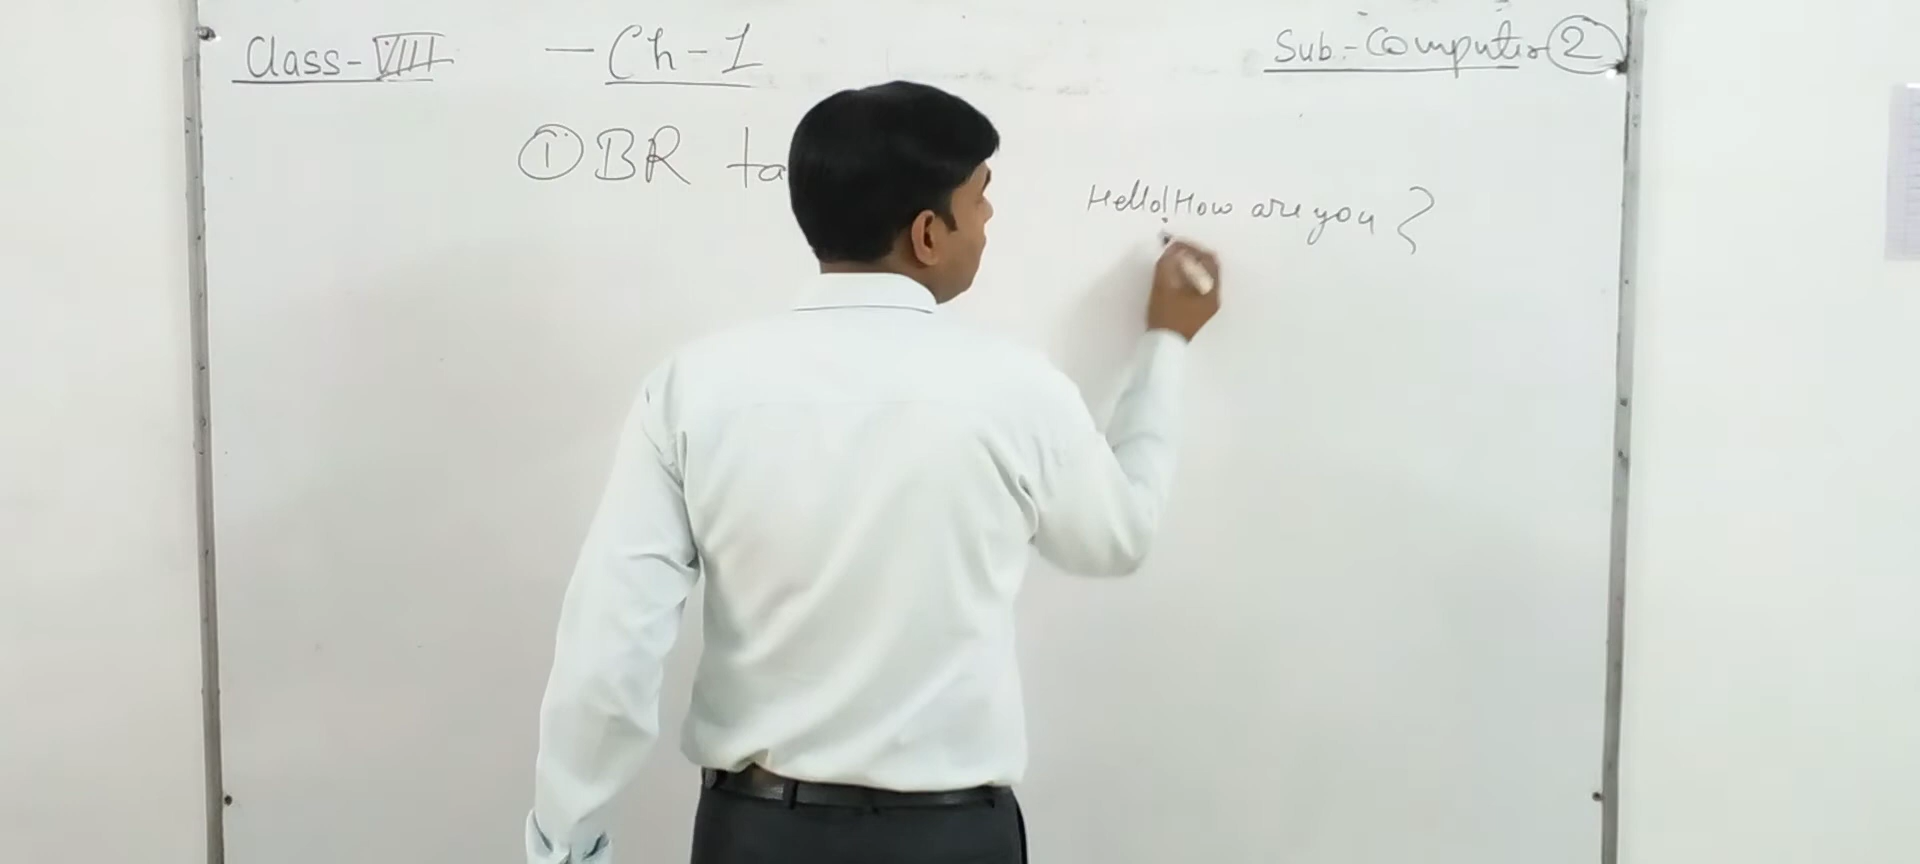 Class-VIII - Ch-1 Sub:-Computer 2
① BR ta
Hello! How are you ?